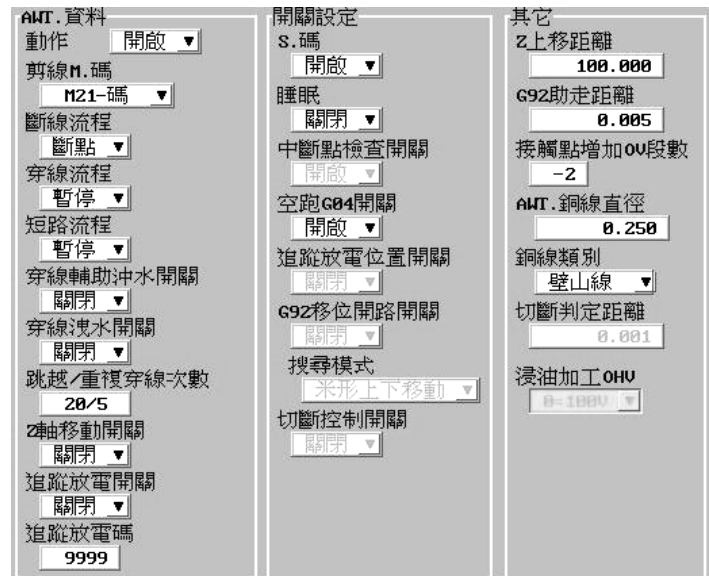 AWT.資料
動作 開啟
剪線M.碼
M21-碼
斷線流程
斷點
穿線流程
暫停
短路流程
暫停
穿線輔助沖水開關
關閉
穿線洩水開關
關閉
跳越/重複穿線次數
20/5
Z軸移動開關
關閉
追蹤放電開關
關閉
追蹤放電碼
9999
開關設定
S.碼
開啟
睡眠
關閉
中斷點檢查開關
開啟
空跑G04開關
開啟
追蹤放電位置開關
關閉
G92移位開路開關
關閉
搜尋模式
米形上下移動
切斷控制開關
關閉
其它
Z上移距離
100.000
G92助走距離
0.005
接觸點增加OV段數
-2
AWT.銅線直徑
0.250
銅線類別
壁山線
切斷判定距離
0.001
浸油加工OHV
0=100V